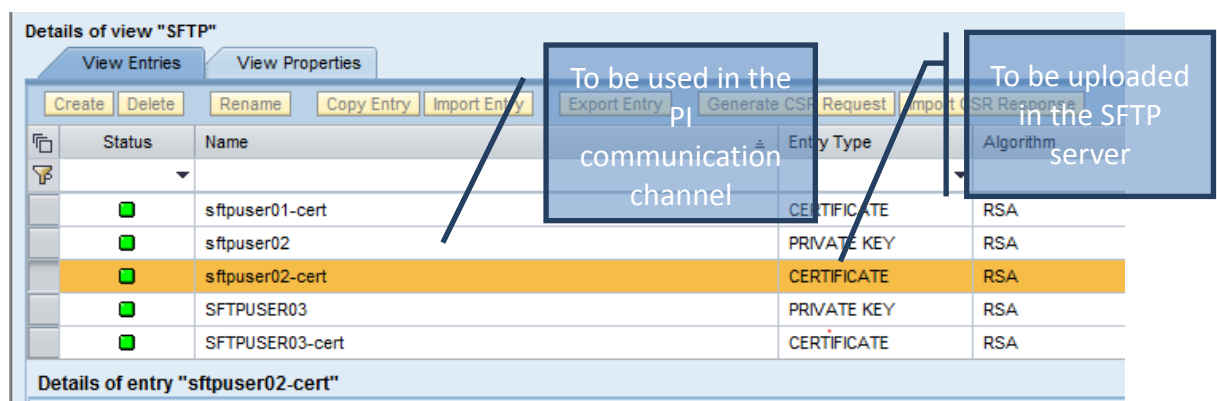 Details of view "SFTP"
View Entries View Properties
Create Delete Rename Copy Entry Import Entry Export Entry Generate CSR Request Import CSR Response
To be used in the
PI
communication
channel
To be uploaded
in the SFTP
server
Status Name Entry Type Algorithm
sftpuser01-cert CERTIFICATE RSA
sftpuser02 PRIVATE KEY RSA
sftpuser02-cert CERTIFICATE RSA
SFTPUSER03 PRIVATE KEY RSA
SFTPUSER03-cert CERTIFICATE RSA
Details of entry "sftpuser02-cert"